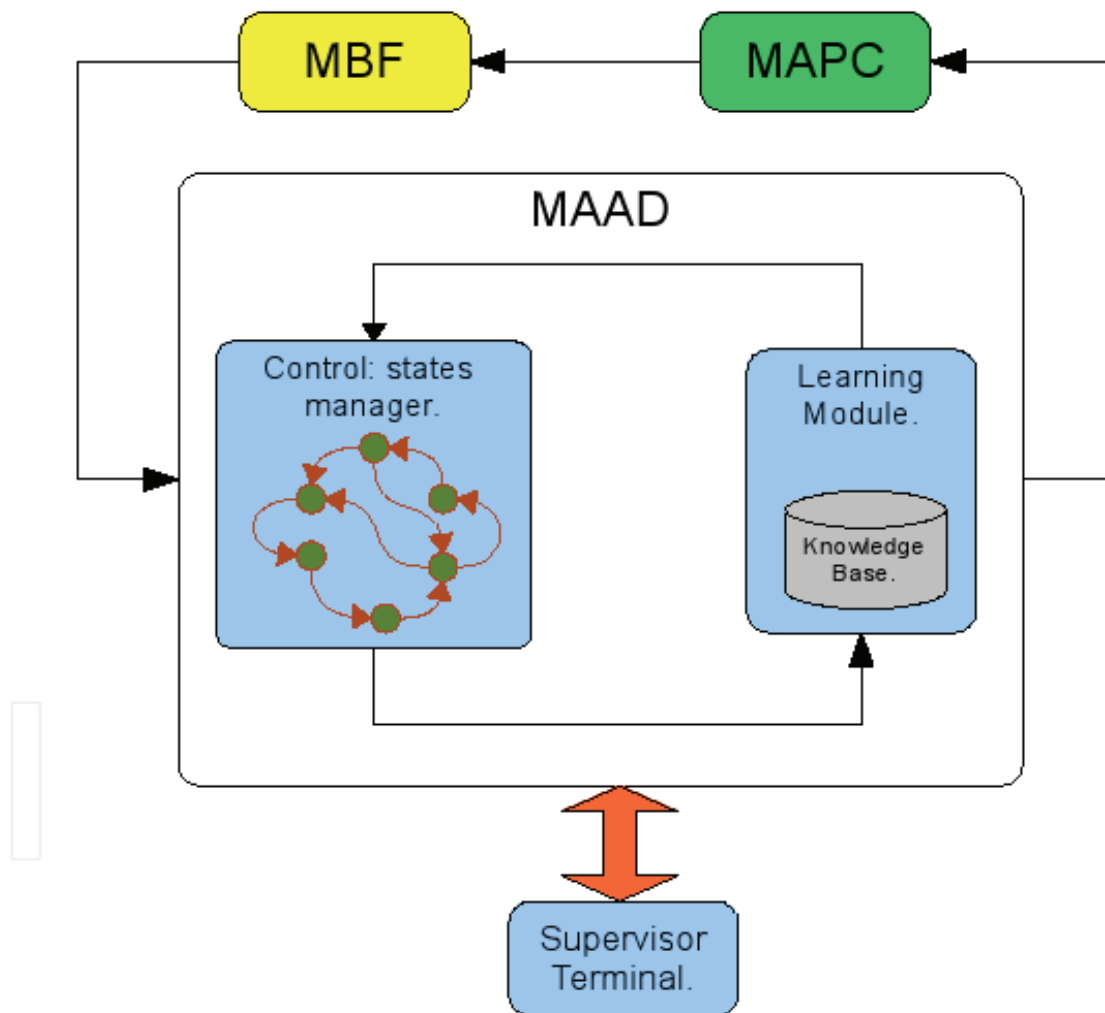 MBF
MAPC
MAAD
Control: states
manager.
Learning
Module.
Knowledge
Base.
Supervisor
Terminal.